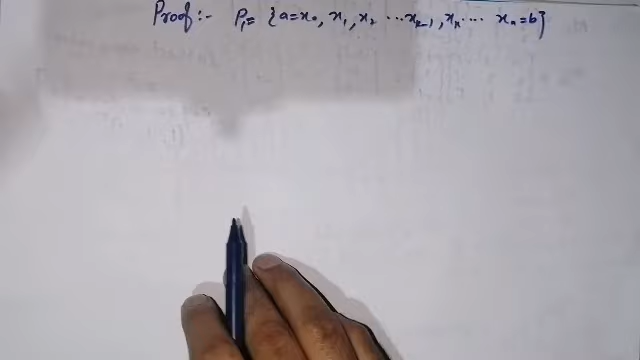 Proof:- P₁= {a=x₀, x₁, x₂ ...xₖ₋₁, xₖ.... xₙ=b}